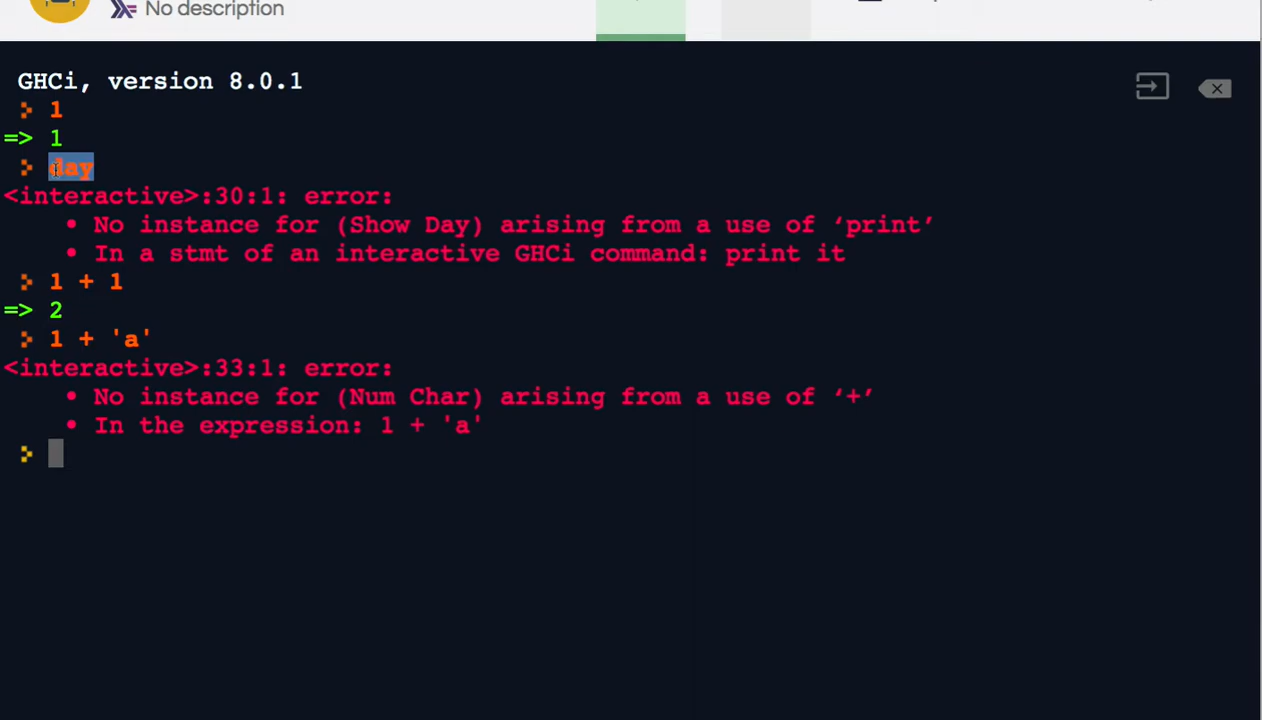 No description
GHCi, version 8.0.1
1
=> 1
day
<interactive>:30:1: error:
• No instance for (Show Day) arising from a use of ‘print’
• In a stmt of an interactive GHCi command: print it
1 + 1
=> 2
1 + 'a'
<interactive>:33:1: error:
• No instance for (Num Char) arising from a use of ‘+’
• In the expression: 1 + 'a'